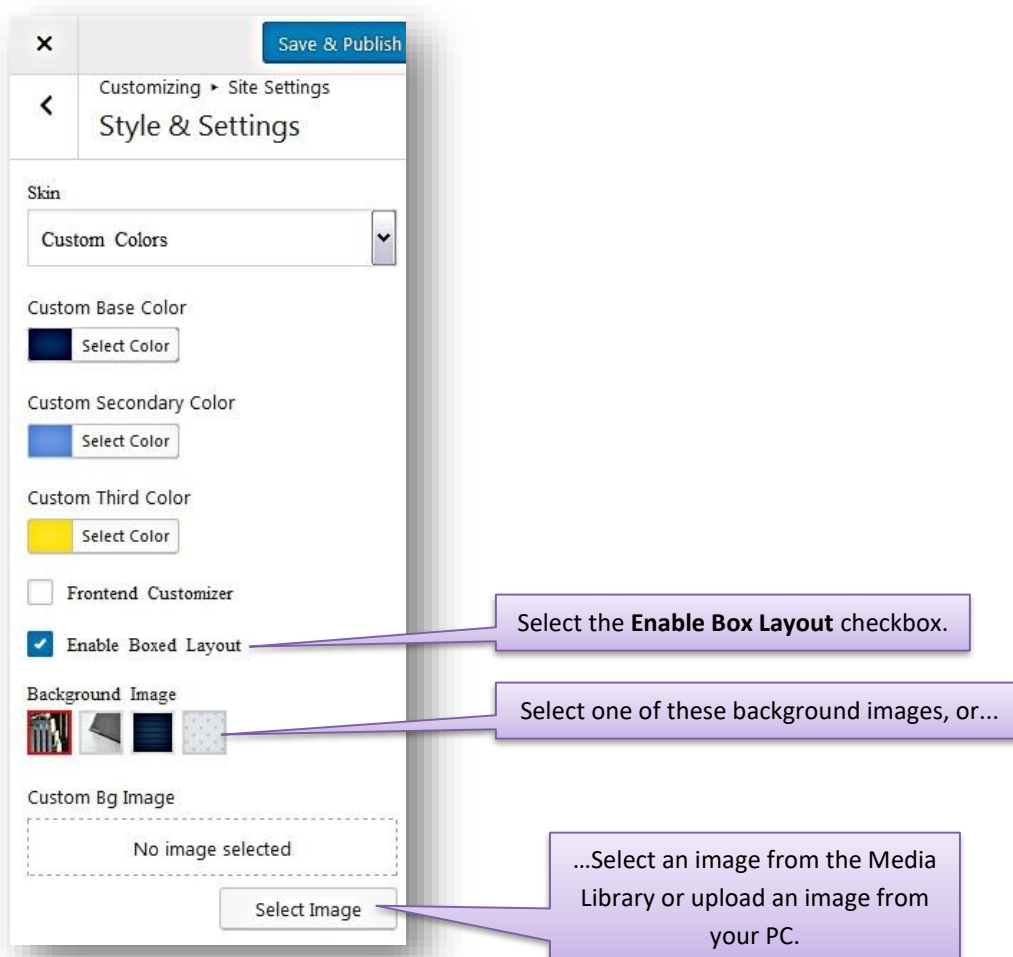 ×
Save & Publish
Customizing ▸ Site Settings
Style & Settings
Skin
Custom Colors
Custom Base Color
Select Color
Custom Secondary Color
Select Color
Custom Third Color
Select Color
Frontend Customizer
Select the Enable Box Layout checkbox.
Enable Boxed Layout
Background Image
Select one of these background images, or...
Custom Bg Image
No image selected
...Select an image from the Media
Library or upload an image from
your PC.
Select Image